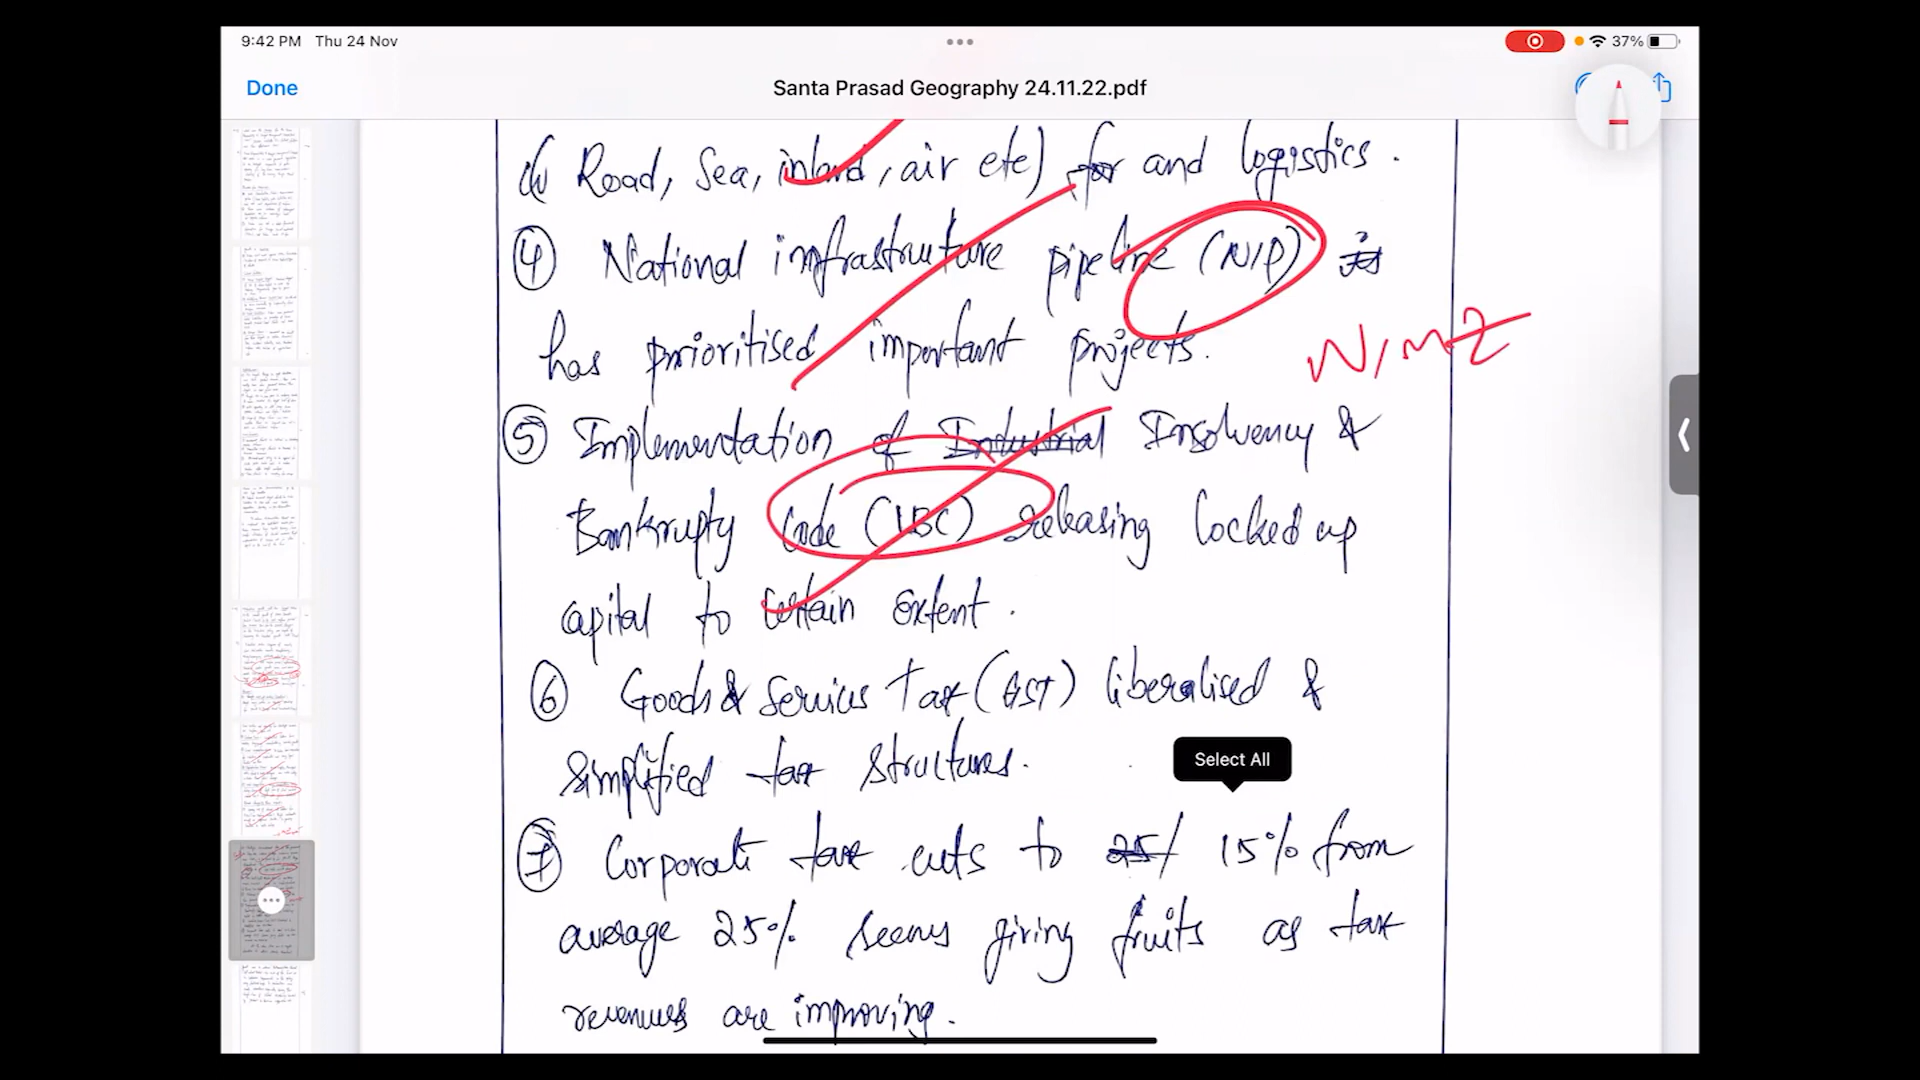 9:42 PM Thu 24 Nov
37%
Done
Santa Prasad Geography 24.11.22.pdf
Road, Sea, inland, air etc) for and logistics.
④ National infrastructure pipeline (NIP) is
has prioritised important projects.
NIMZ
⑤ Implementation of Industrial Insolvency &
Bankrupty Code (IBC) releasing locked up
capital to certain extent.
⑥ Goods & Services Tax (GST) liberalised &
simplified tax structures.
Select All
⑦ Corporate tax cuts to 25% 15% from
average 25% seems giving fruits as tax
revenues are improving.